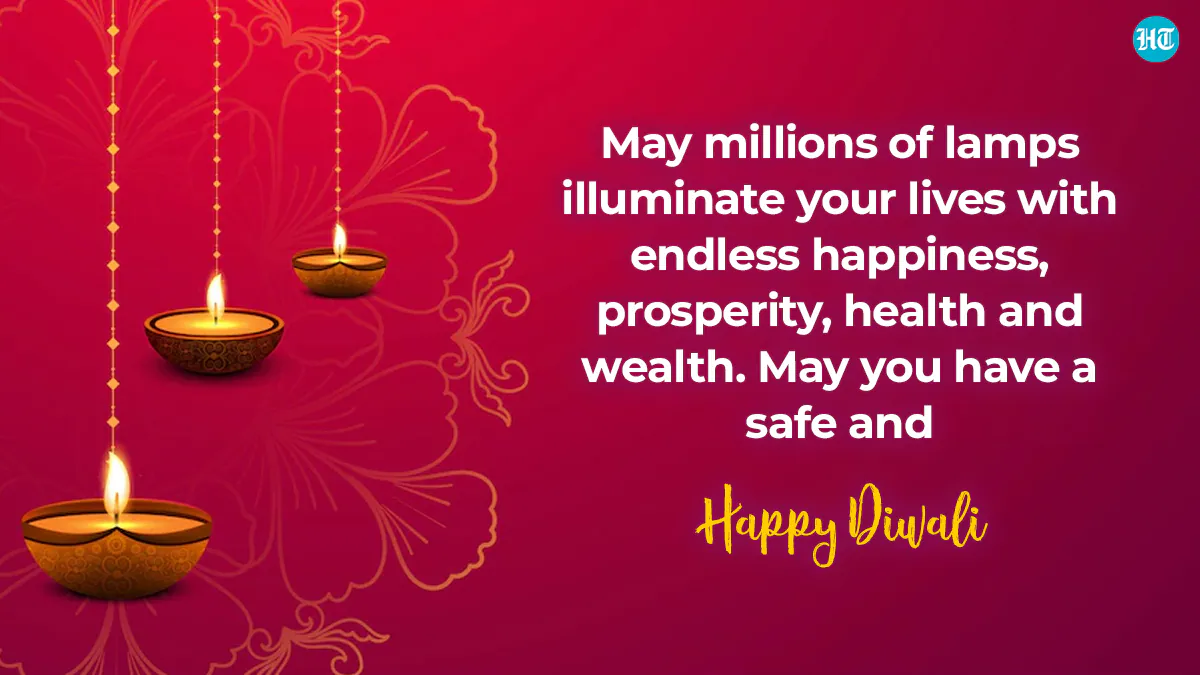 HT
May millions of lamps
illuminate your lives with
endless happiness,
prosperity, health and
wealth. May you have a
safe and
Happy Diwali